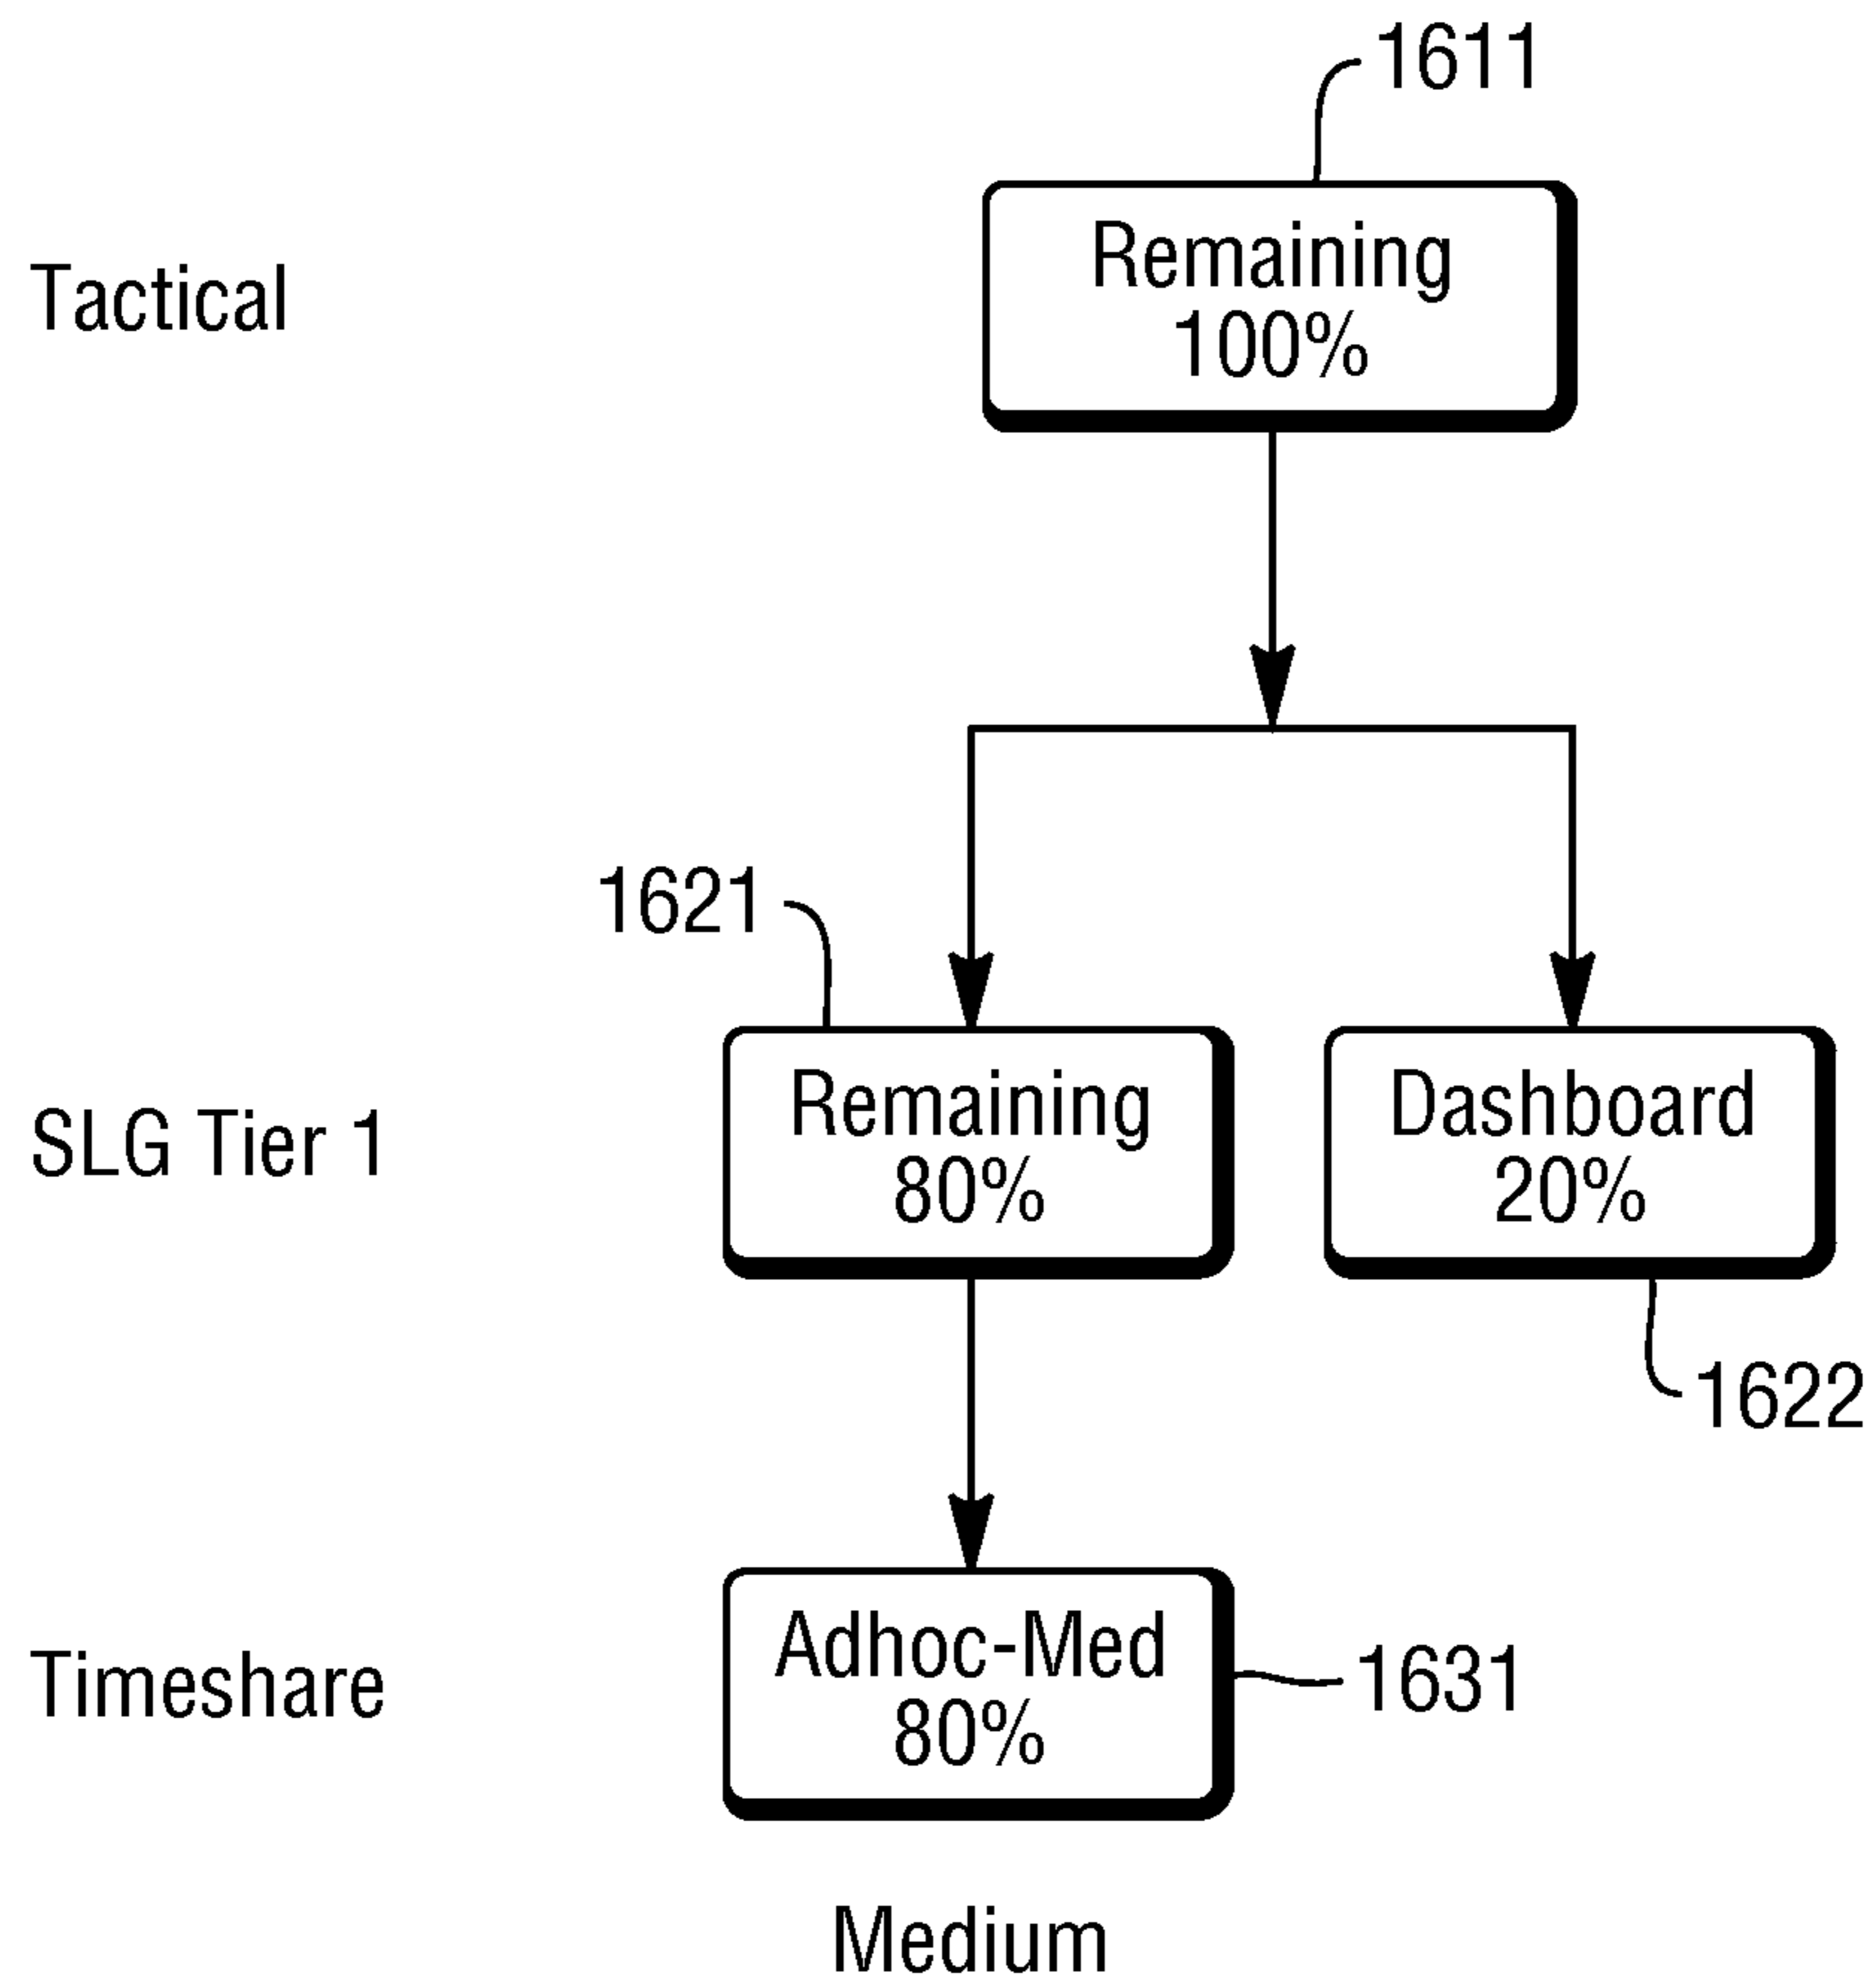 1611
Tactical
Remaining
100%
1621
SLG Tier 1
Remaining
80%
Dashboard
20%
1622
Timeshare
Adhoc-Med
80%
1631
Medium